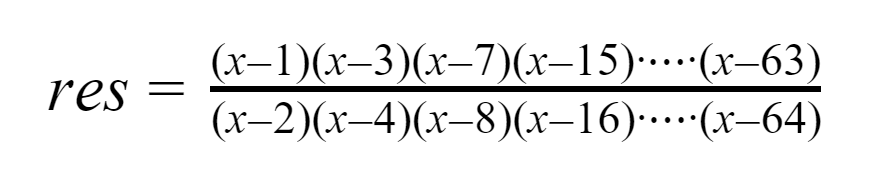 res = (x–1)(x–3)(x–7)(x–15)·····(x–63)
(x–2)(x–4)(x–8)(x–16)·····(x–64)